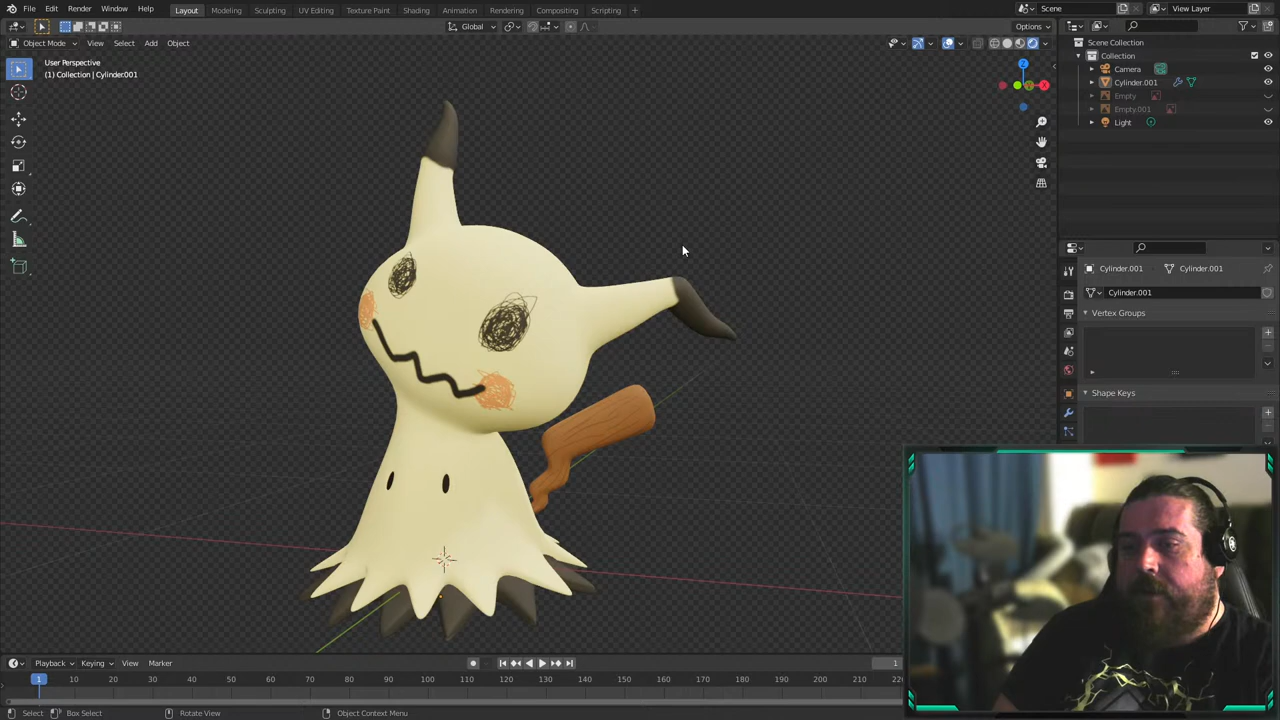 File Edit Render Window Help Layout Modeling Sculpting UV Editing Texture Paint Shading Animation Rendering Compositing Scripting + Scene View Layer
Global Options
Object Mode View Select Add Object
User Perspective
(1) Collection | Cylinder.001
Z
X
Scene Collection
Collection
Camera
Cylinder.001
Empty
Empty.001
Light
Cylinder.001 Cylinder.001
Cylinder.001
Vertex Groups
Shape Keys
Playback Keying View Marker 1
1 10 20 30 40 50 60 70 80 90 100 110 120 130 140 150 160 170 180 190 200 210 220
Select Box Select Rotate View Object Context Menu